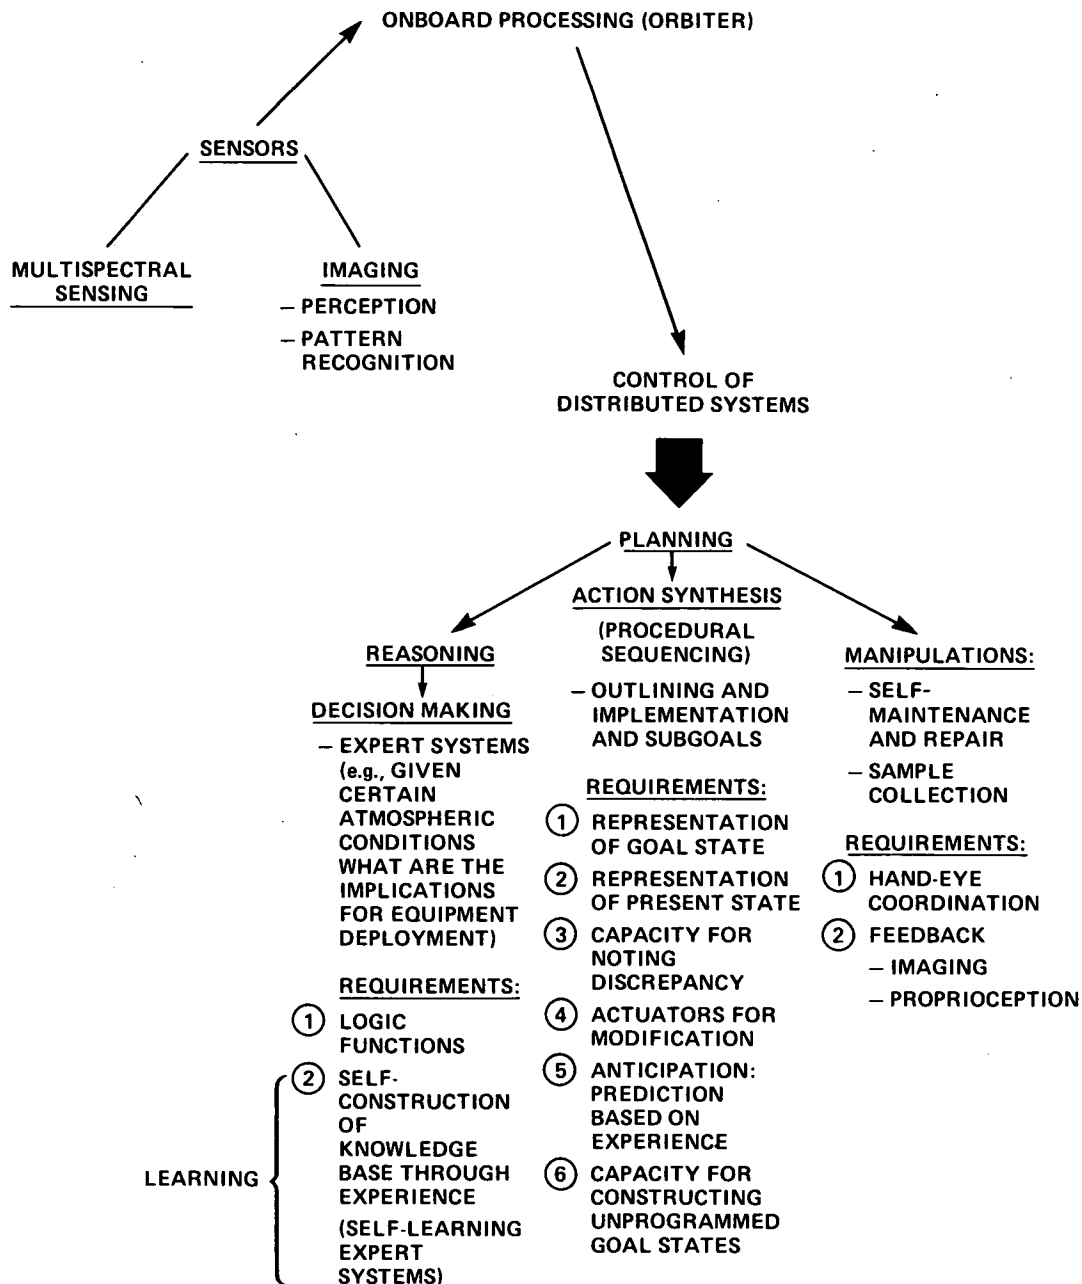 ONBOARD PROCESSING (ORBITER)
SENSORS
MULTISPECTRAL
SENSING
IMAGING
– PERCEPTION
– PATTERN
RECOGNITION
CONTROL OF
DISTRIBUTED SYSTEMS
PLANNING
REASONING
DECISION MAKING
– EXPERT SYSTEMS
(e.g., GIVEN
CERTAIN
ATMOSPHERIC
CONDITIONS
WHAT ARE THE
IMPLICATIONS
FOR EQUIPMENT
DEPLOYMENT)
REQUIREMENTS:
1 LOGIC
FUNCTIONS
LEARNING
2 SELF-
CONSTRUCTION
OF
KNOWLEDGE
BASE THROUGH
EXPERIENCE
(SELF-LEARNING
EXPERT
SYSTEMS)
ACTION SYNTHESIS
(PROCEDURAL
SEQUENCING)
– OUTLINING AND
IMPLEMENTATION
AND SUBGOALS
REQUIREMENTS:
1 REPRESENTATION
OF GOAL STATE
2 REPRESENTATION
OF PRESENT STATE
3 CAPACITY FOR
NOTING
DISCREPANCY
4 ACTUATORS FOR
MODIFICATION
5 ANTICIPATION:
PREDICTION
BASED ON
EXPERIENCE
6 CAPACITY FOR
CONSTRUCTING
UNPROGRAMMED
GOAL STATES
MANIPULATIONS:
– SELF-
MAINTENANCE
AND REPAIR
– SAMPLE
COLLECTION
REQUIREMENTS:
1 HAND-EYE
COORDINATION
2 FEEDBACK
– IMAGING
– PROPRIOCEPTION